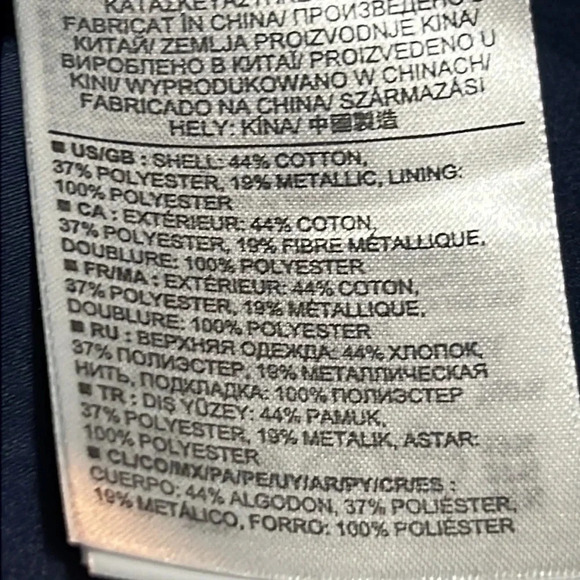 FABRICAT ÎN CHINA/ ПРОИЗВЕДЕНО
КИТАЙ/ ZEMLJA PROIZVODNJE KINA/
ВИРОБЛЕНО В КИТАЇ/ PROIZVEDENO U
KINI/ WYPRODUKOWANO W CHINACH/
FABRICADO NA CHINA/ SZÁRMAZÁSI
HELY: KÍNA/ 中國製造
■ US/GB : SHELL: 44% COTTON,
37% POLYESTER, 19% METALLIC, LINING:
100% POLYESTER
■ CA : EXTÉRIEUR: 44% COTON,
37% POLYESTER, 19% FIBRE MÉTALLIQUE,
DOUBLURE: 100% POLYESTER
■ FR/MA : EXTÉRIEUR: 44% COTON,
37% POLYESTER, 19% MÉTALLIQUE,
DOUBLURE: 100% POLYESTER
■ RU : ВЕРХНЯЯ ОДЕЖДА: 44% ХЛОПОК,
37% ПОЛИЭСТЕР, 19% МЕТАЛЛИЧЕСКАЯ
НИТЬ, ПОДКЛАДКА: 100% ПОЛИЭСТЕР
■ TR : DIŞ YÜZEY: 44% PAMUK,
37% POLYESTER, 19% METALIK, ASTAR:
100% POLYESTER
■ CL/CO/MX/PA/PE/UY/AR/PY/CR/ES :
CUERPO: 44% ALGODON, 37% POLIÉSTER,
19% METÁLICO, FORRO: 100% POLIÉSTER